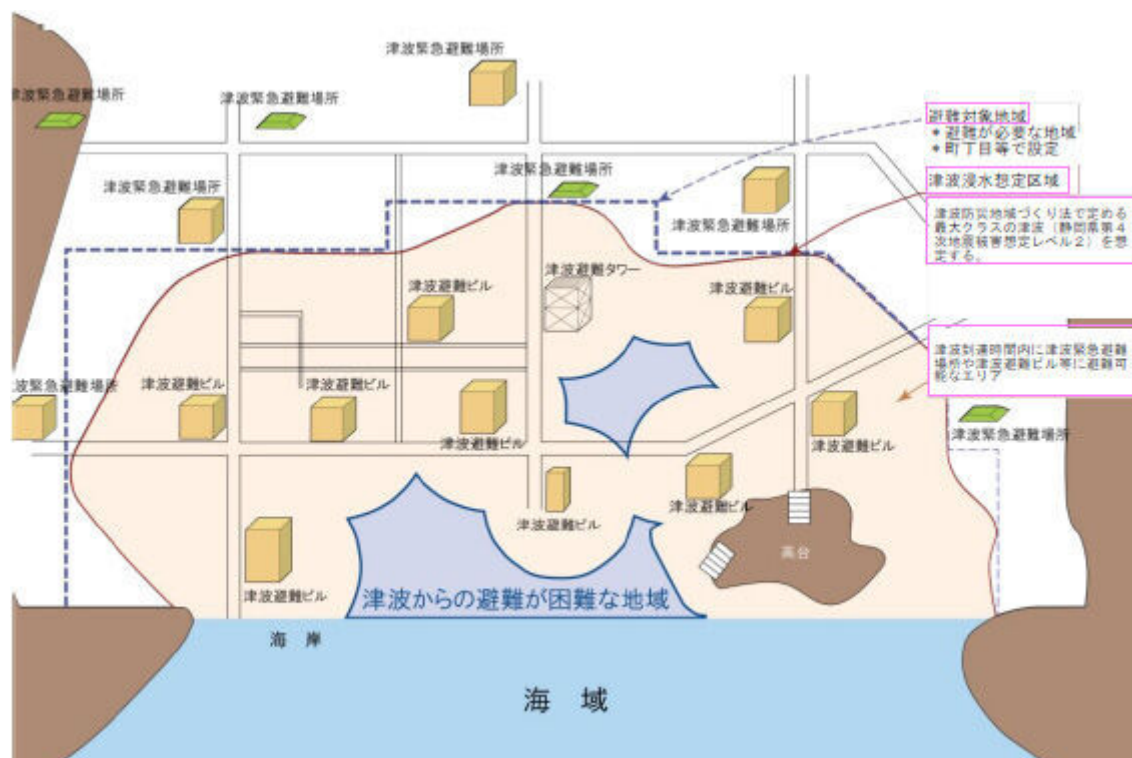 津波緊急避難場所
津波緊急避難場所
津波緊急避難場所
避難対象地域
＊避難が必要な地域
＊町丁目等で設定
津波緊急避難場所
津波緊急避難場所
津波浸水想定区域
津波緊急避難場所
津波防災地域づくり法で定める
最大クラスの津波（静岡県第４
次地震被害想定レベル２）を想
定する。
津波避難タワー
津波避難ビル
津波避難ビル
津波到達時間内に津波緊急避難
場所や津波避難ビル等に避難可
能なエリア
津波緊急避難場所
津波避難ビル
津波避難ビル
津波避難ビル
津波避難ビル
津波緊急避難場所
津波避難ビル
津波避難ビル
高台
津波避難ビル
津波からの避難が困難な地域
海岸
海域